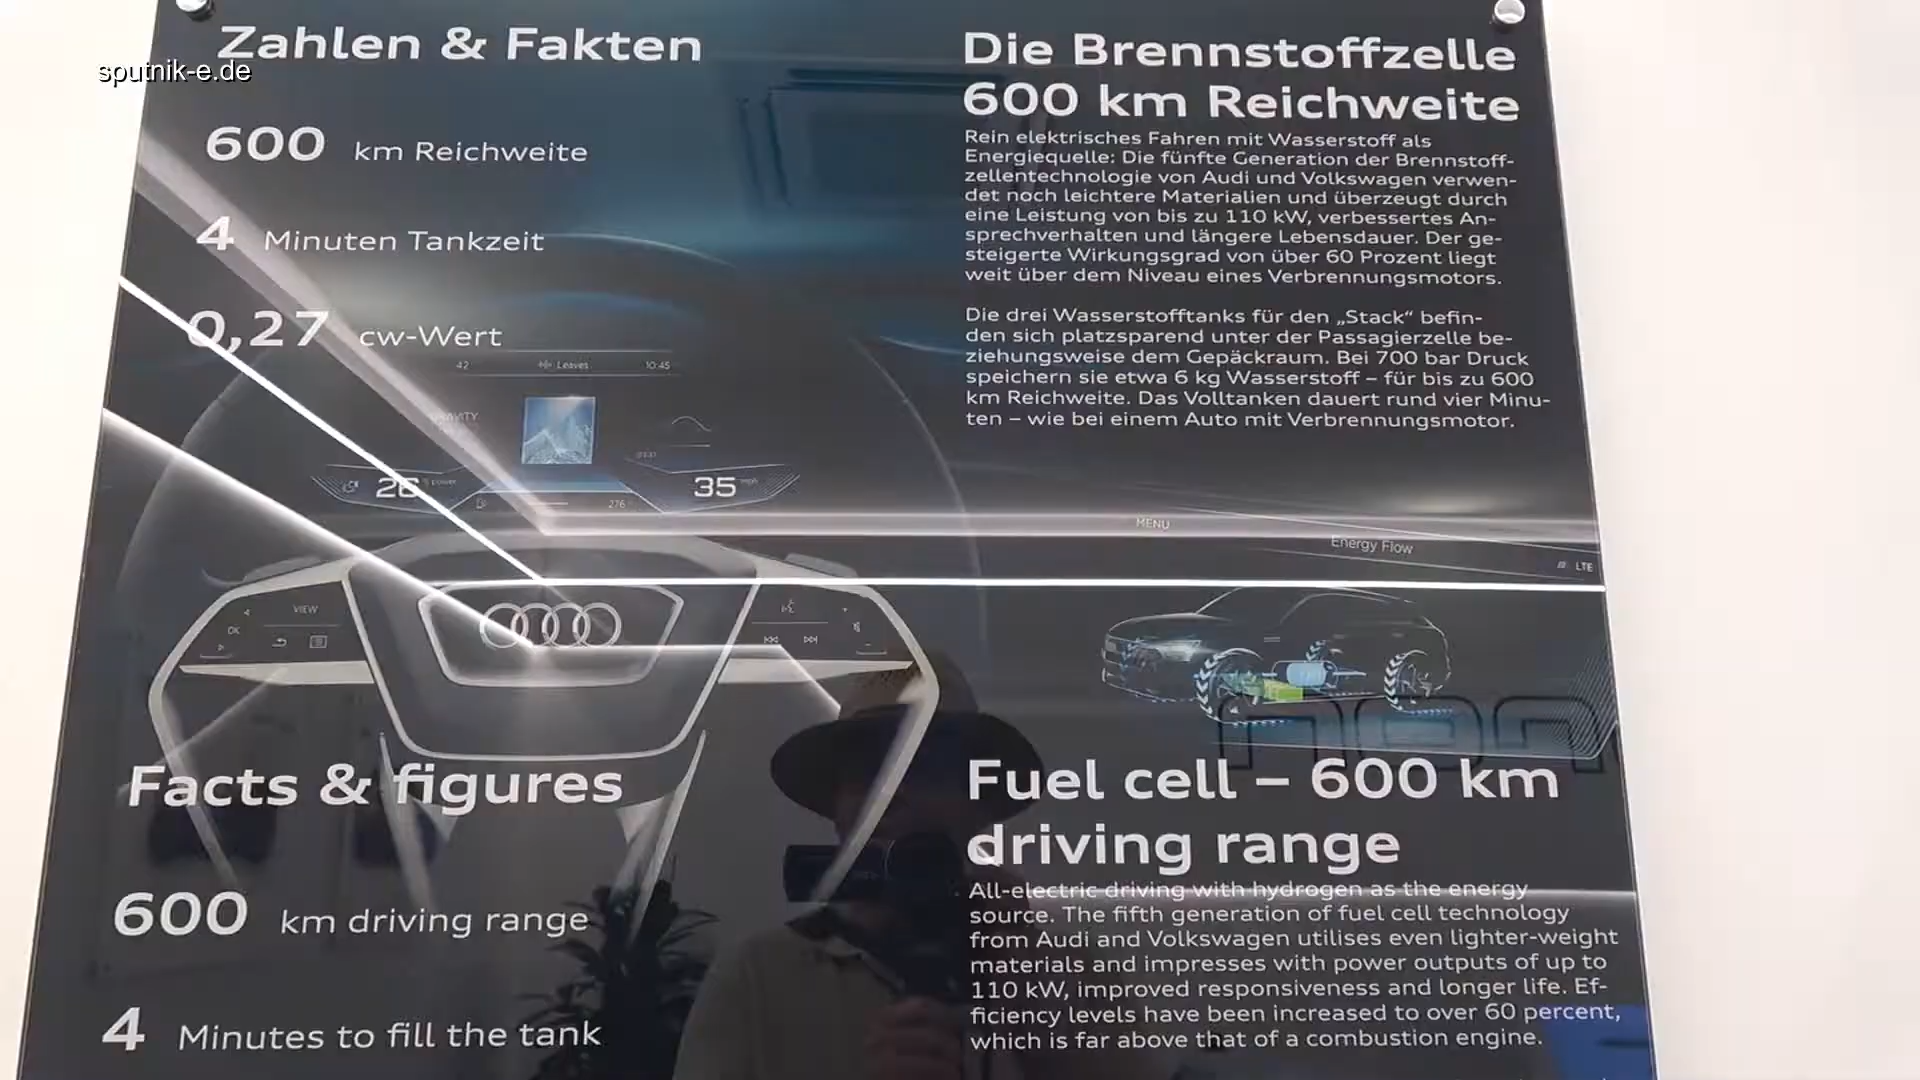 sputnik-e.de
Zahlen & Fakten
600 km Reichweite
4 Minuten Tankzeit
0,27 cw-Wert
Die Brennstoffzelle
600 km Reichweite
Rein elektrisches Fahren mit Wasserstoff als
Energiequelle: Die fünfte Generation der Brennstoff-
zellentechnologie von Audi und Volkswagen verwen-
det noch leichtere Materialien und überzeugt durch
eine Leistung von bis zu 110 kW, verbessertes An-
sprechverhalten und längere Lebensdauer. Der ge-
steigerte Wirkungsgrad von über 60 Prozent liegt
weit über dem Niveau eines Verbrennungsmotors.
Die drei Wasserstofftanks für den „Stack“ befin-
den sich platzsparend unter der Passagierzelle be-
ziehungsweise dem Gepäckraum. Bei 700 bar Druck
speichern sie etwa 6 kg Wasserstoff – für bis zu 600
km Reichweite. Das Volltanken dauert rund vier Minu-
ten – wie bei einem Auto mit Verbrennungsmotor.
42 Leaves 10:45
GRAVITY
26 % power
35 mph
276
MENU
Energy Flow
LTE
VIEW
OK
Facts & figures
600 km driving range
4 Minutes to fill the tank
Fuel cell – 600 km
driving range
All-electric driving with hydrogen as the energy
source. The fifth generation of fuel cell technology
from Audi and Volkswagen utilises even lighter-weight
materials and impresses with power outputs of up to
110 kW, improved responsiveness and longer life. Ef-
ficiency levels have been increased to over 60 percent,
which is far above that of a combustion engine.